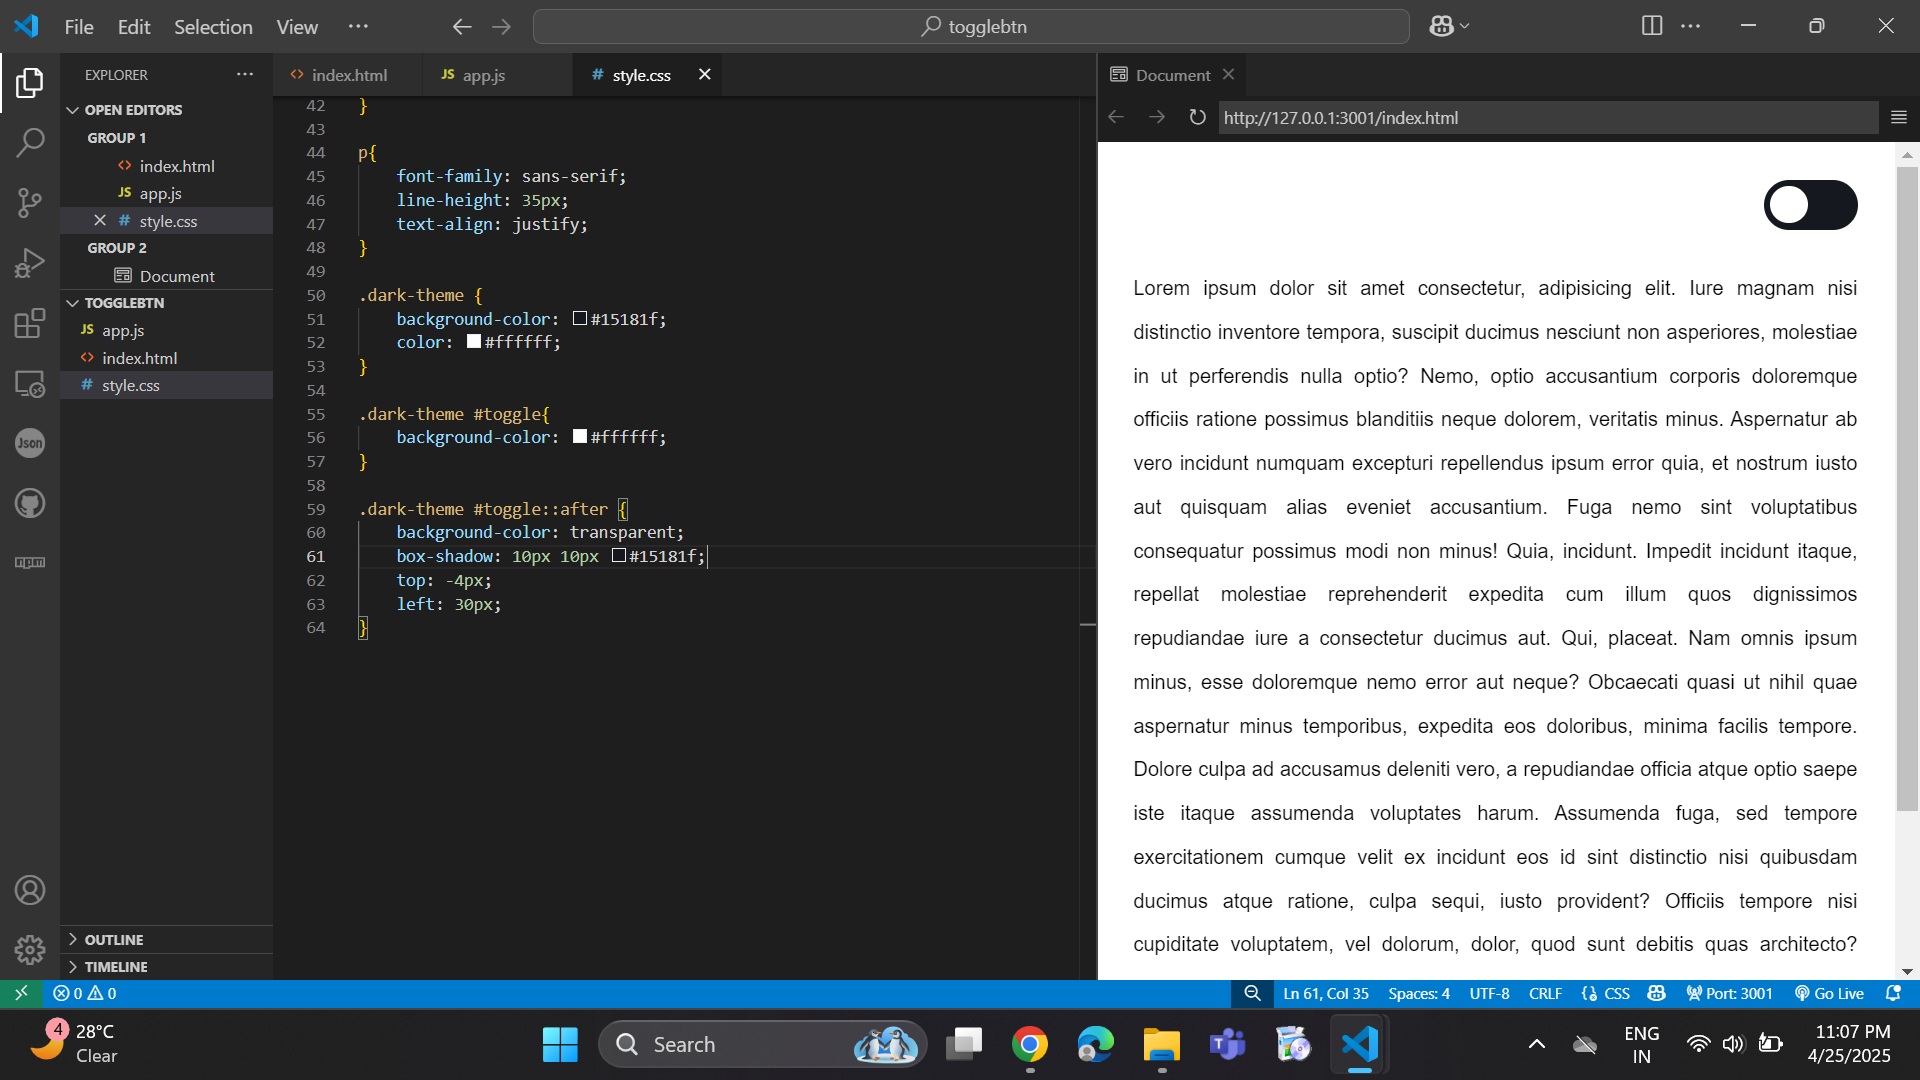 File Edit Selection View ··· togglebtn
EXPLORER ···
OPEN EDITORS
GROUP 1
<> index.html
JS app.js
# style.css
GROUP 2
Document
TOGGLEBTN
JS app.js
<> index.html
# style.css
Json
OUTLINE
TIMELINE
<> index.html JS app.js # style.css
42 }
43
44 p{
45 font-family: sans-serif;
46 line-height: 35px;
47 text-align: justify;
48 }
49
50 .dark-theme {
51 background-color: #15181f;
52 color: #ffffff;
53 }
54
55 .dark-theme #toggle{
56 background-color: #ffffff;
57 }
58
59 .dark-theme #toggle::after {
60 background-color: transparent;
61 box-shadow: 10px 10px #15181f;
62 top: -4px;
63 left: 30px;
64 }
Document
http://127.0.0.1:3001/index.html
Lorem ipsum dolor sit amet consectetur, adipisicing elit. Iure magnam nisi
distinctio inventore tempora, suscipit ducimus nesciunt non asperiores, molestiae
in ut perferendis nulla optio? Nemo, optio accusantium corporis doloremque
officiis ratione possimus blanditiis neque dolorem, veritatis minus. Aspernatur ab
vero incidunt numquam excepturi repellendus ipsum error quia, et nostrum iusto
aut quisquam alias eveniet accusantium. Fuga nemo sint voluptatibus
consequatur possimus modi non minus! Quia, incidunt. Impedit incidunt itaque,
repellat molestiae reprehenderit expedita cum illum quos dignissimos
repudiandae iure a consectetur ducimus aut. Qui, placeat. Nam omnis ipsum
minus, esse doloremque nemo error aut neque? Obcaecati quasi ut nihil quae
aspernatur minus temporibus, expedita eos doloribus, minima facilis tempore.
Dolore culpa ad accusamus deleniti vero, a repudiandae officia atque optio saepe
iste itaque assumenda voluptates harum. Assumenda fuga, sed tempore
exercitationem cumque velit ex incidunt eos id sint distinctio nisi quibusdam
ducimus atque ratione, culpa sequi, iusto provident? Officiis tempore nisi
cupiditate voluptatem, vel dolorum, dolor, quod sunt debitis quas architecto?
0 0 Ln 61, Col 35 Spaces: 4 UTF-8 CRLF {} CSS Port: 3001 Go Live
4 28°C
Clear
Search
ENG
IN
11:07 PM
4/25/2025